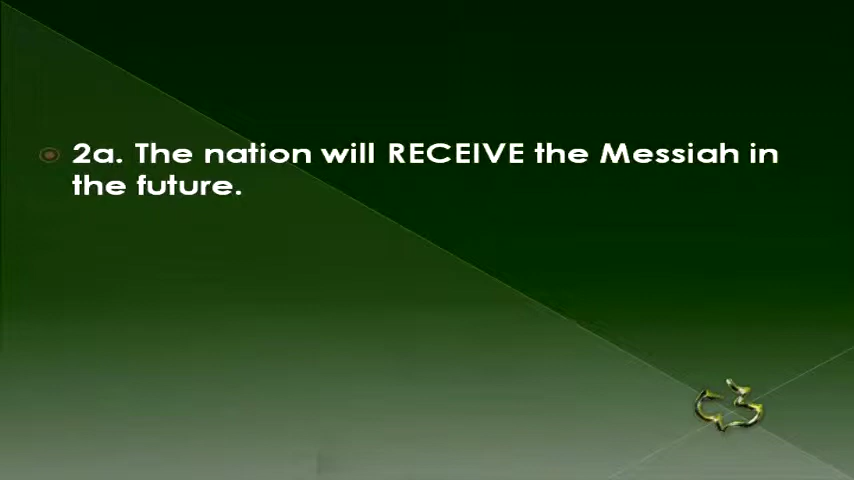 2a. The nation will RECEIVE the Messiah in
the future.